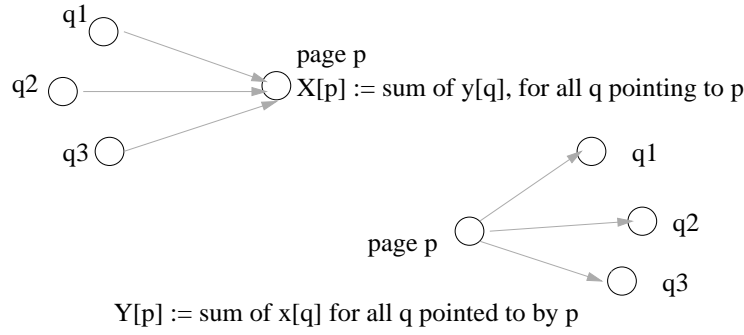 q1
page p
q2
X[p] := sum of y[q], for all q pointing to p
q3
q1
q2
page p
q3
Y[p] := sum of x[q] for all q pointed to by p